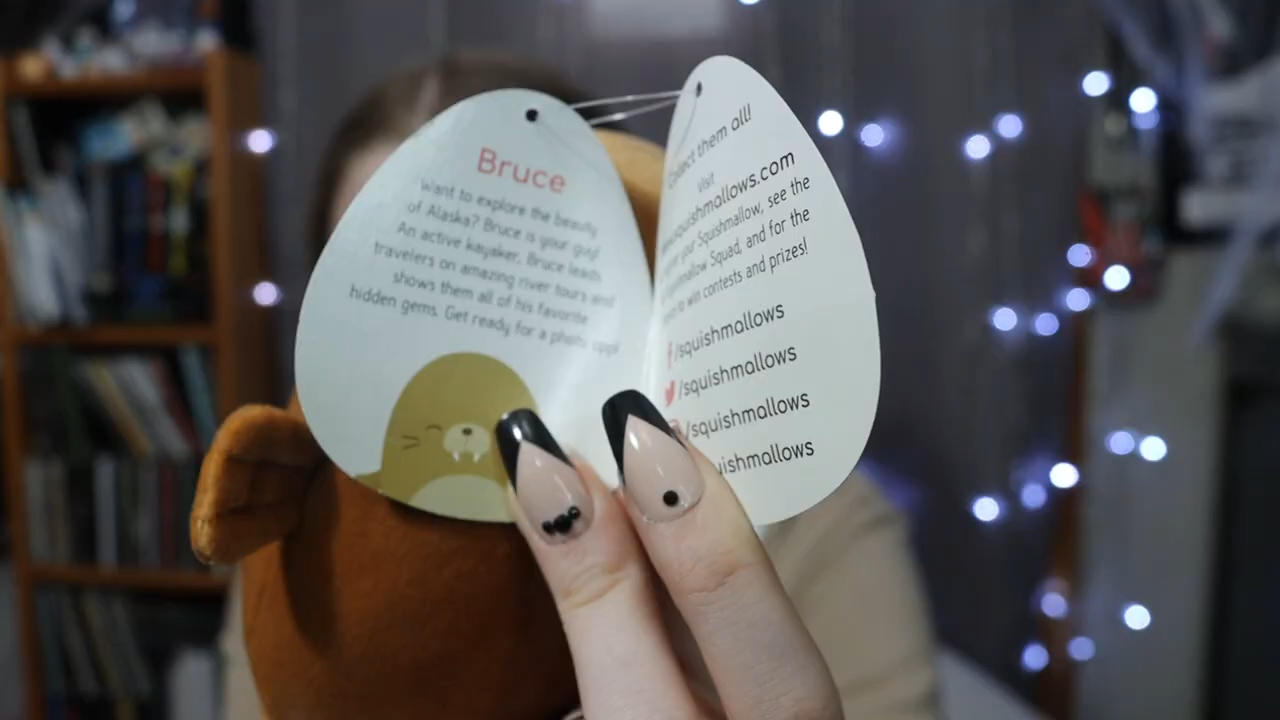 Bruce
Want to explore the beauty
of Alaska? Bruce is your guy!
An active kayaker, Bruce leads
travelers on amazing river tours and
shows them all of his favorite
hidden gems. Get ready for a photo opp!
Collect them all!
Visit
squishmallows.com
your Squishmallow, see the
Squad, and for the
to win contests and prizes!
f/squishmallows
/squishmallows
/squishmallows